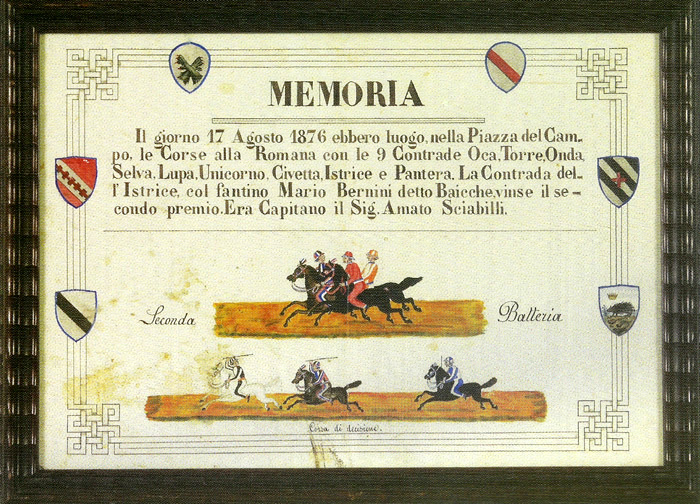 MEMORIA
Il giorno 17 Agosto 1876 ebbero luogo, nella Piazza del Cam-
po, le Corse alla Romana con le 9 Contrade Oca, Torre, Onda,
Selva, Lupa, Unicorno, Civetta, Istrice e Pantera. La Contrada del-
l'Istrice, col fantino Mario Bernini detto Baicche, vinse il se-
condo premio. Era Capitano il Sig. Amato Sciabilli.
Seconda Battteria
Corsa di decisione.